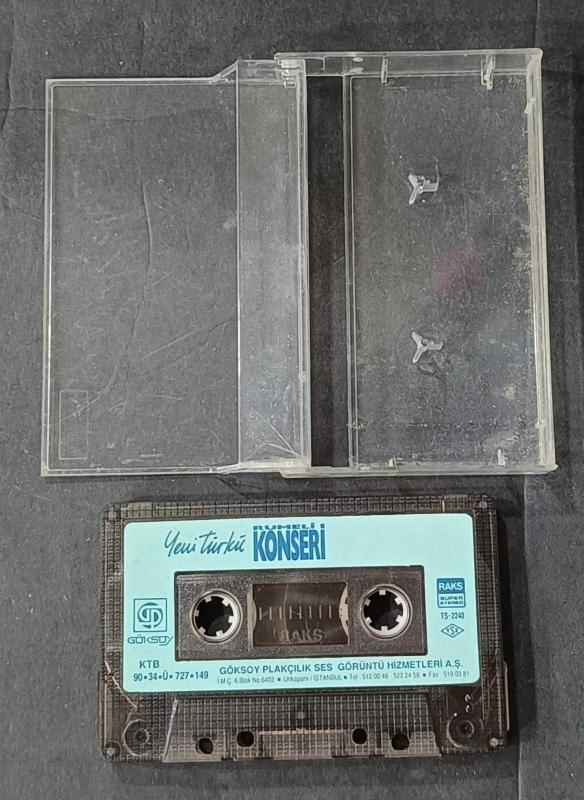 Yeni Türkü
RUMELİ I
KONSERİ
GÖKSOY
RAKS
SUPER
STEREO
TS-2240
TSE
RAKS
KTB
90•34•Ü•727•149
GÖKSOY PLAKÇILIK SES GÖRÜNTÜ HİZMETLERİ A.Ş.
İ.M.Ç. 6.Blok No 6403 ■ Unkapanı / İSTANBUL ■ Tel : 512 00 46 - 522 24 58 ■ Fax : 519 03 81